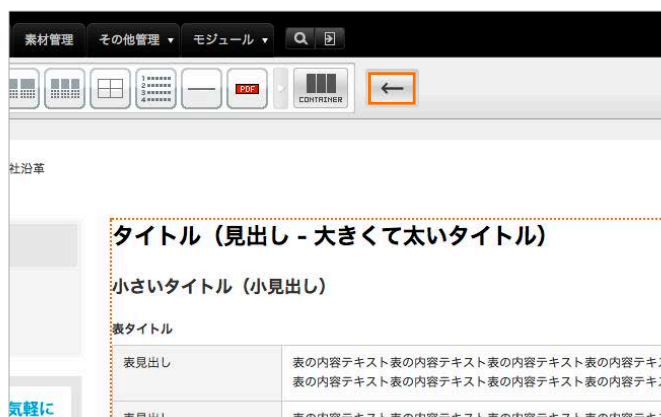 素材管理 その他管理 ▼ モジュール ▼
1
2
3
4
PDF
CONTAINER
←
社沿革
タイトル（見出し - 大きくて太いタイトル）
小さいタイトル（小見出し）
表タイトル
表見出し 表の内容テキスト表の内容テキスト表の内容テキスト表の内容テキ
表の内容テキスト表の内容テキスト表の内容テキスト表の内容テキ
気軽に
表見出し 表の内容テキスト表の内容テキスト表の内容テキスト表の内容テキ